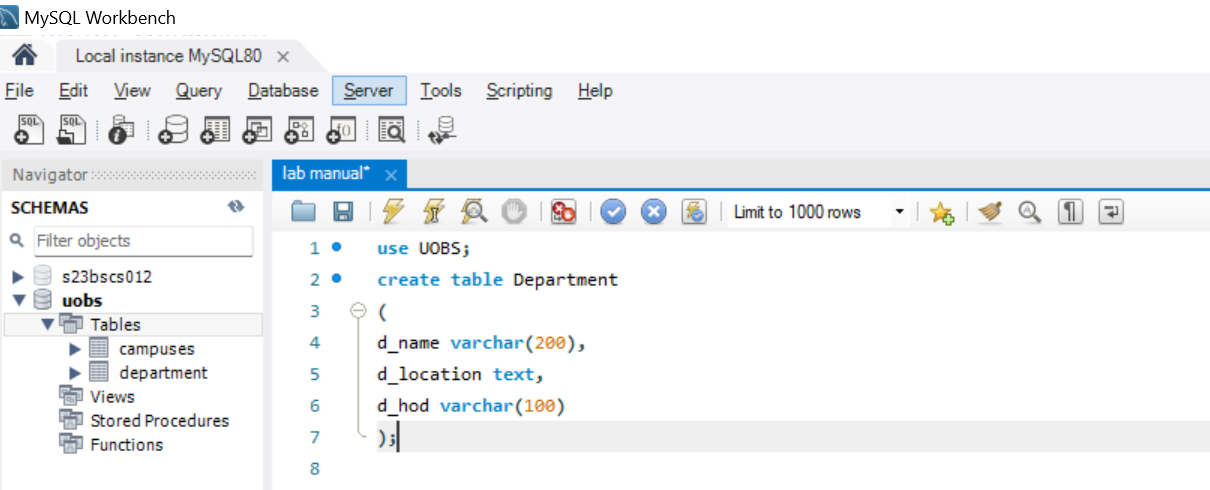 MySQL Workbench
Local instance MySQL80
File Edit View Query Database Server Tools Scripting Help
SQL SQL f()
Navigator
lab manual*
SCHEMAS
Limit to 1000 rows
Filter objects
s23bscs012
uobs
Tables
campuses
department
Views
Stored Procedures
Functions
1 use UOBS;
2 create table Department
3 (
4 d_name varchar(200),
5 d_location text,
6 d_hod varchar(100)
7 );
8